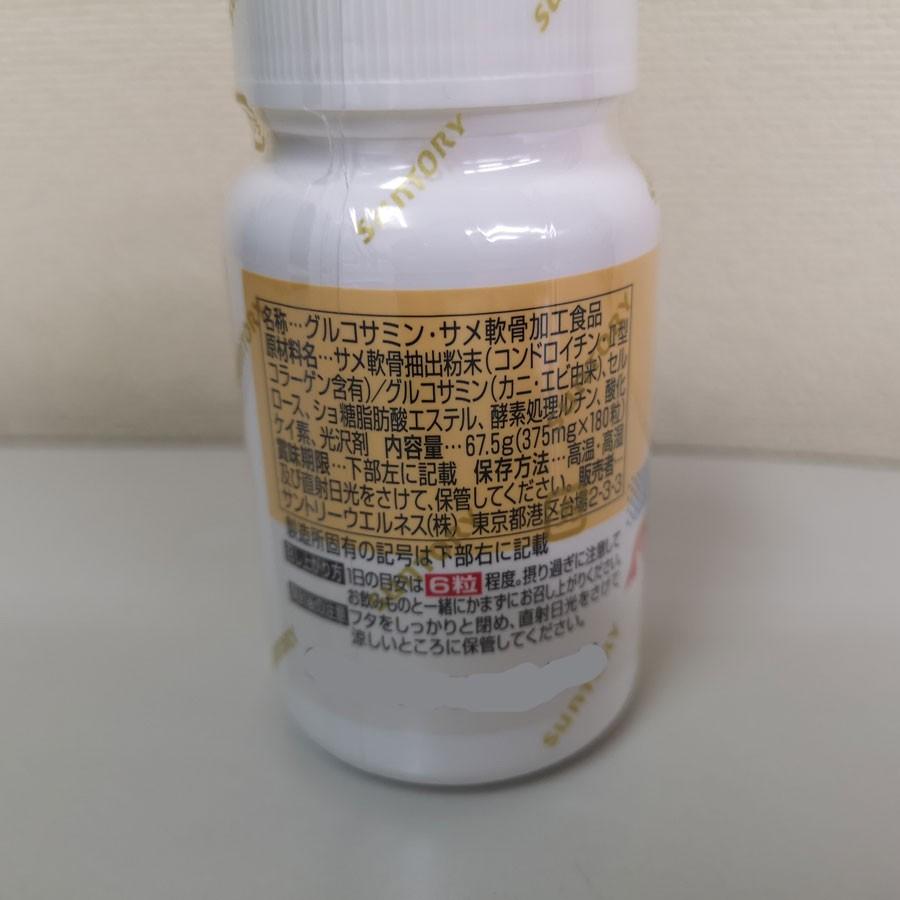 suntory
suntory
名称…グルコサミン・サメ軟骨加工食品
原材料名…サメ軟骨抽出粉末(コンドロイチン・Ⅱ型
コラーゲン含有)/グルコサミン(カニ・エビ由来)、セル
ロース、ショ糖脂肪酸エステル、酵素処理ルチン、酸化
ケイ素、光沢剤 内容量…67.5g(375mg×180粒)
賞味期限…下部左に記載 保存方法…高温・高湿
及び直射日光をさけて、保管してください。販売者…
サントリーウエルネス(株) 東京都港区台場2-3-3
製造所固有の記号は下部右に記載
1日の目安は6粒程度。摂り過ぎに注意して
お飲みものと一緒にかまずにお召し上がりください。
フタをしっかりと閉め、直射日光をさけて、
涼しいところに保管してください。
suntory